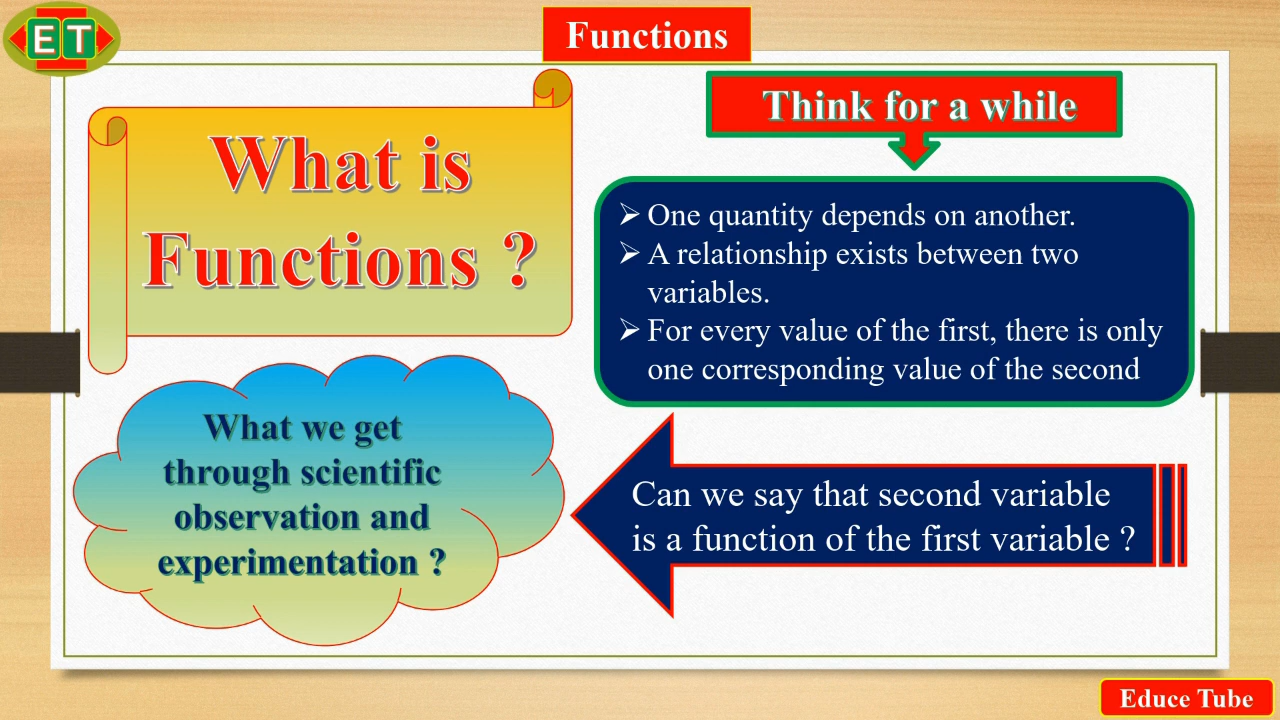 ET
Functions
What is
Functions ?
Think for a while
➢ One quantity depends on another.
➢ A relationship exists between two
variables.
➢ For every value of the first, there is only
one corresponding value of the second
What we get
through scientific
observation and
experimentation ?
Can we say that second variable
is a function of the first variable ?
Educe Tube